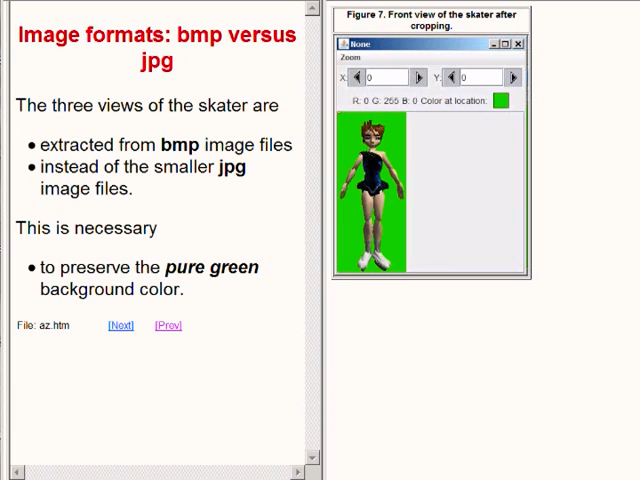 Image formats: bmp versus
jpg
The three views of the skater are
• extracted from bmp image files
• instead of the smaller jpg
image files.
This is necessary
• to preserve the pure green
background color.
File: az.htm [Next] [Prev]
Figure 7. Front view of the skater after
cropping.
None
Zoom
X: 0 Y: 0
R: 0 G: 255 B: 0 Color at location: